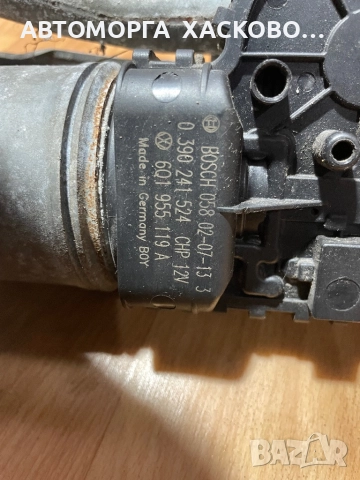 АВТОМОРГА ХАСКОВО
BOSCH 058 02-07-13 3
0 390 241 524 CHP 12V
6Q1 955 119 A
Made in Germany BOY
BAZAR